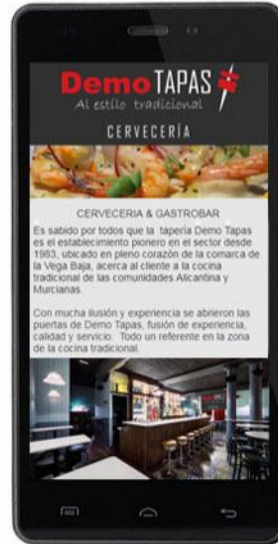 Demo TAPAS
Al estilo tradicional
CERVECERÍA
CERVECERIA & GASTROBAR
Es sabido por todos que la tapería Demo Tapas
es el establecimiento pionero en el sector desde
1983, ubicado en pleno corazón de la comarca de
la Vega Baja, acerca al cliente a la cocina
tradicional de las comunidades Alicantina y
Murcianas.
Con mucha ilusión y experiencia se abrieron las
puertas de Demo Tapas, fusión de experiencia,
calidad y servicio. Todo un referente en la zona
de la cocina tradicional.